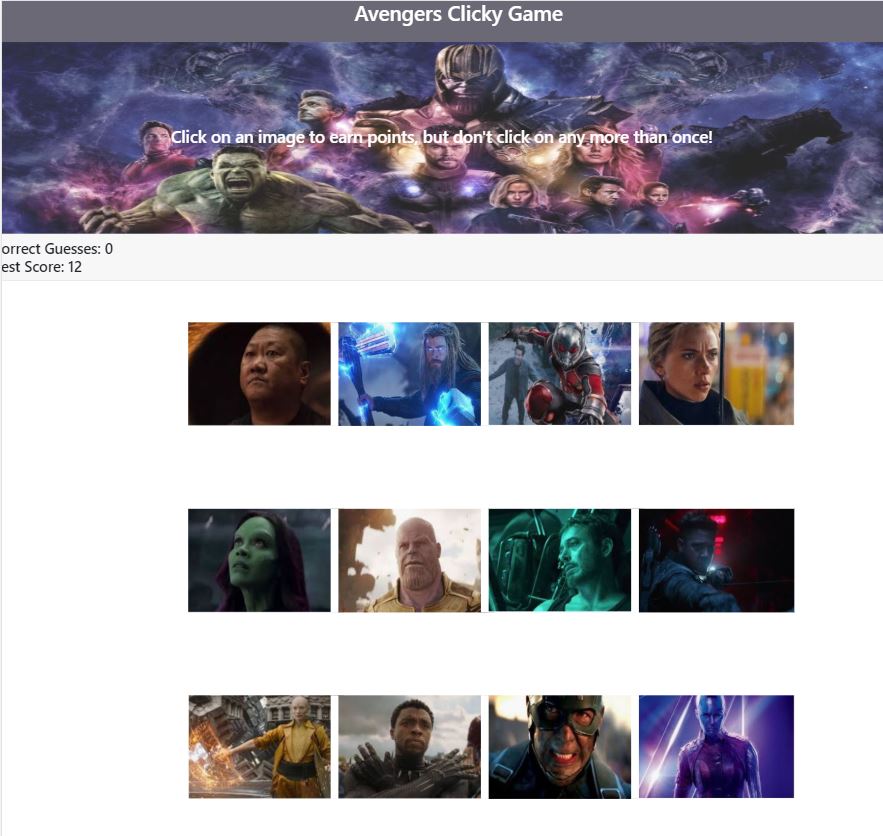 Avengers Clicky Game
Click on an image to earn points, but don't click on any more than once!
orrect Guesses: 0
est Score: 12